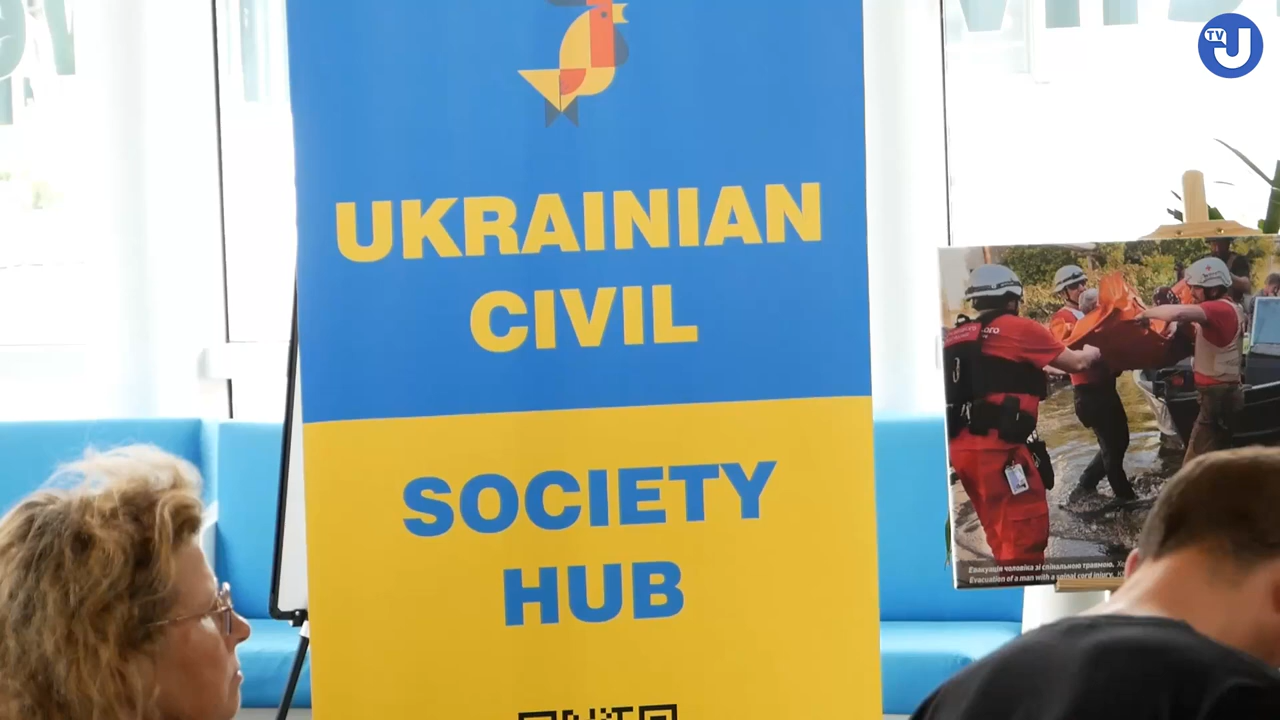 TV U
UKRAINIAN
CIVIL
SOCIETY
HUB
Евакуація чоловіка зі спінальною травмою.
Evacuation of a man with a spinal cord injury.